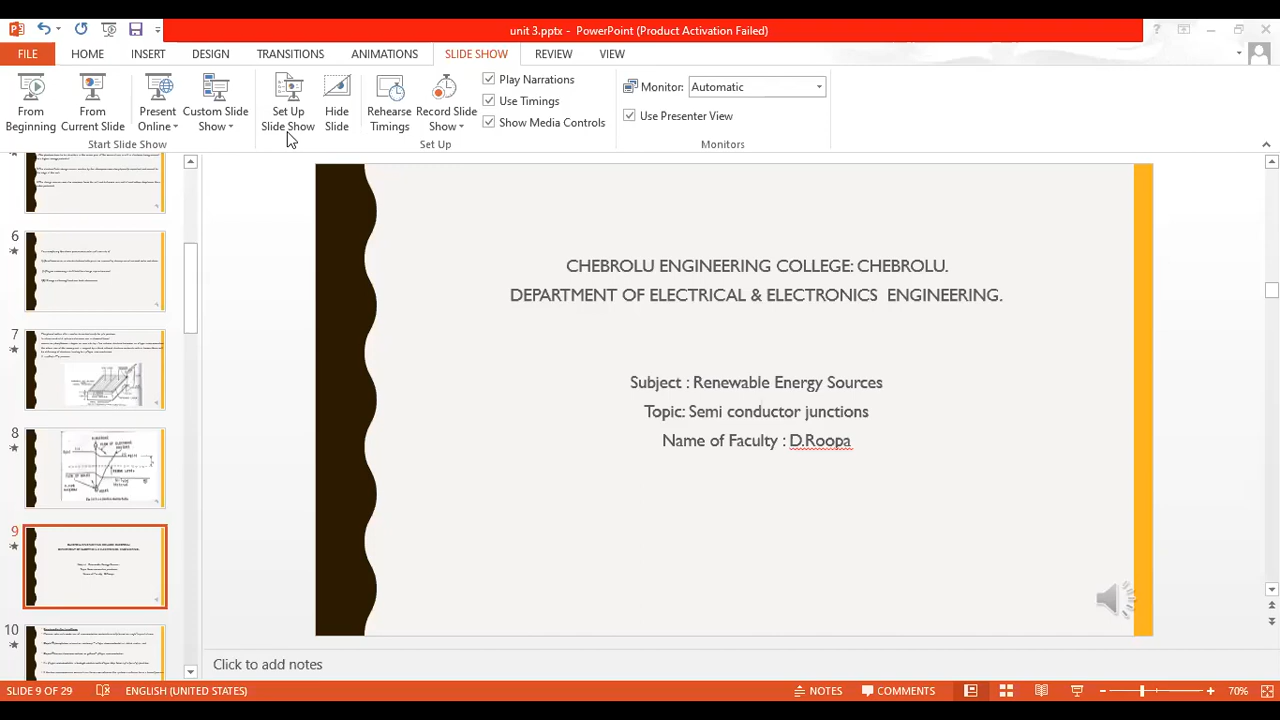 unit 3.pptx - PowerPoint (Product Activation Failed)
FILE HOME INSERT DESIGN TRANSITIONS ANIMATIONS SLIDE SHOW REVIEW VIEW
From Beginning
From Current Slide
Present Online
Custom Slide Show
Set Up Slide Show
Hide Slide
Rehearse Timings
Record Slide Show
Play Narrations
Use Timings
Show Media Controls
Monitor: Automatic
Use Presenter View
Start Slide Show
Set Up
Monitors
6
7
8
9
10
CHEBROLU ENGINEERING COLLEGE: CHEBROLU.
DEPARTMENT OF ELECTRICAL & ELECTRONICS ENGINEERING.
Subject : Renewable Energy Sources
Topic: Semi conductor junctions
Name of Faculty : D.Roopa
Click to add notes
SLIDE 9 OF 29 ENGLISH (UNITED STATES) NOTES COMMENTS 70%